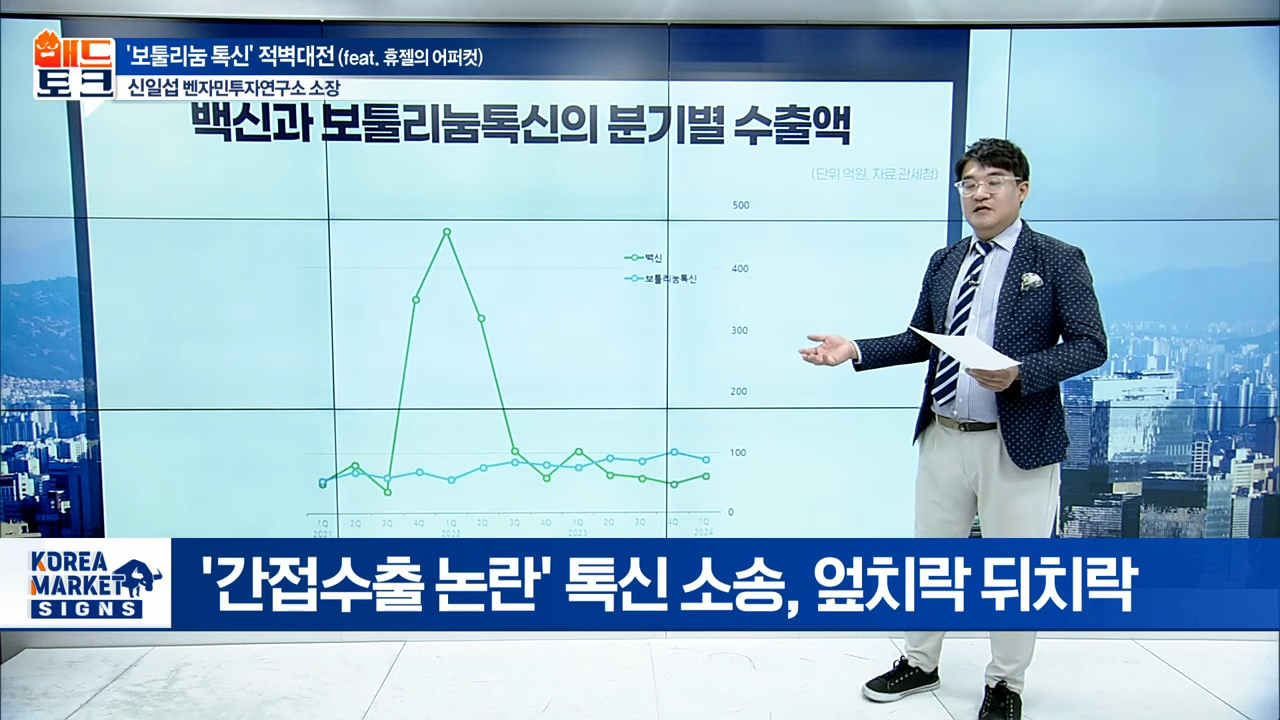 매드
토크
'보툴리눔 톡신' 적벽대전 (feat. 휴젤의 어퍼컷)
신일섭 벤자민투자연구소 소장
백신과 보툴리눔톡신의 분기별 수출액
(단위 억원, 자료 관세청)
500
백신
400
보툴리눔톡신
300
200
100
0
1Q 2Q 3Q 4Q 1Q 2Q 3Q 4Q 1Q 2Q 3Q 4Q 1Q
2021 2022 2023 2024
KOREA
MARKET
SIGNS
'간접수출 논란' 톡신 소송, 엎치락 뒤치락